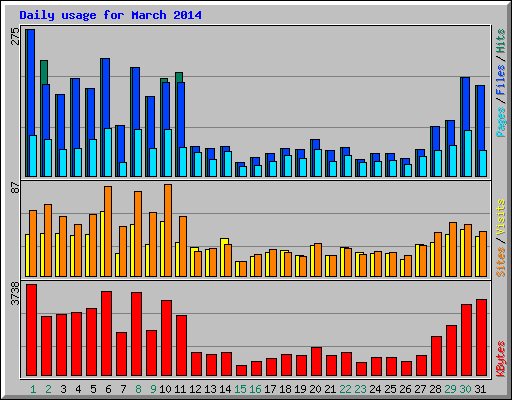 Daily usage for March 2014
275
Pages / Files / Hits
87
Sites / Visits
3738
KBytes
1 2 3 4 5 6 7 8 9 10 11 12 13 14 15 16 17 18 19 20 21 22 23 24 25 26 27 28 29 30 31